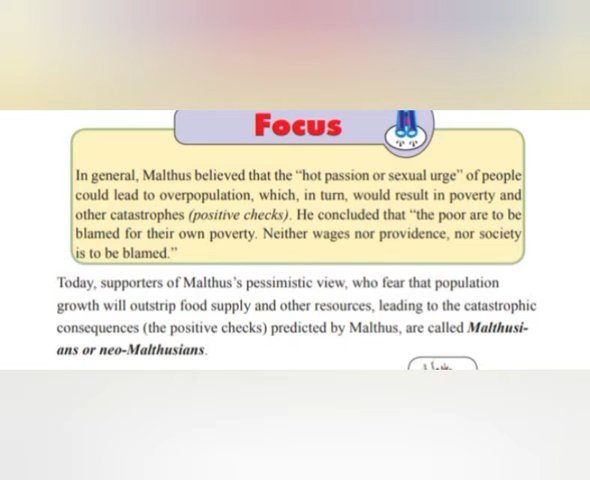 Focus
In general, Malthus believed that the “hot passion or sexual urge” of people
could lead to overpopulation, which, in turn, would result in poverty and
other catastrophes (positive checks). He concluded that “the poor are to be
blamed for their own poverty. Neither wages nor providence, nor society
is to be blamed.”
Today, supporters of Malthus’s pessimistic view, who fear that population
growth will outstrip food supply and other resources, leading to the catastrophic
consequences (the positive checks) predicted by Malthus, are called Malthusi-
ans or neo-Malthusians.